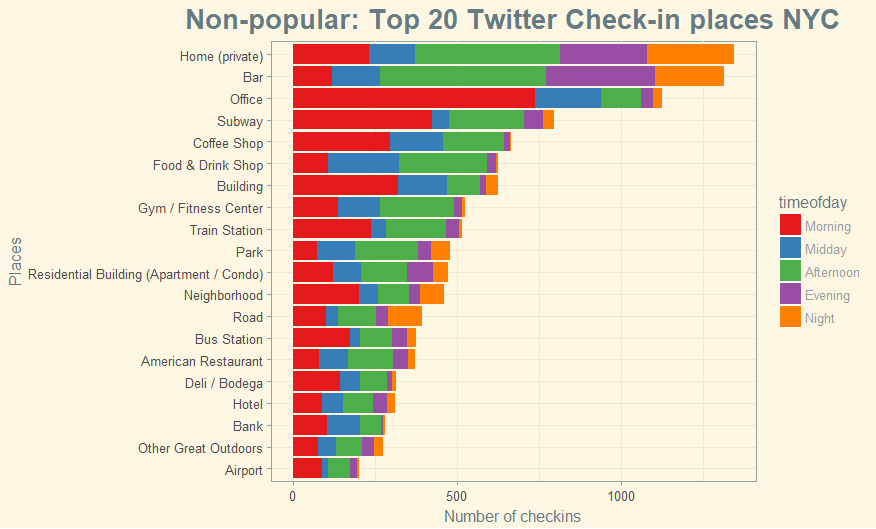 Non-popular: Top 20 Twitter Check-in places NYC
Places
Home (private)
Bar
Office
Subway
Coffee Shop
Food & Drink Shop
Building
Gym / Fitness Center
Train Station
Park
Residential Building (Apartment / Condo)
Neighborhood
Road
Bus Station
American Restaurant
Deli / Bodega
Hotel
Bank
Other Great Outdoors
Airport
0
500
1000
Number of checkins
timeofday
Morning
Midday
Afternoon
Evening
Night